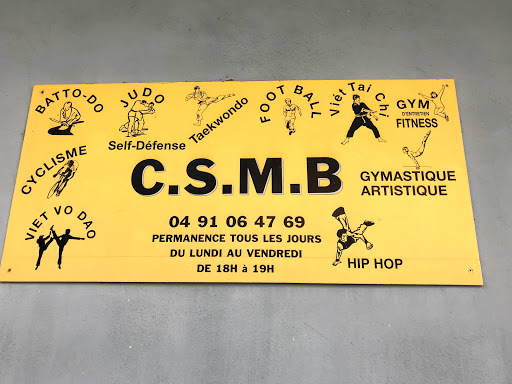 BATTO-DO
JUDO
Self-Défense
Taekwondo
FOOT BALL
Viét Tai Chi
GYM
D'ENTRETIEN
FITNESS
CYCLISME
C.S.M.B
GYMASTIQUE
ARTISTIQUE
VIET VO DAO
04 91 06 47 69
PERMANENCE TOUS LES JOURS
DU LUNDI AU VENDREDI
DE 18H à 19H
HIP HOP